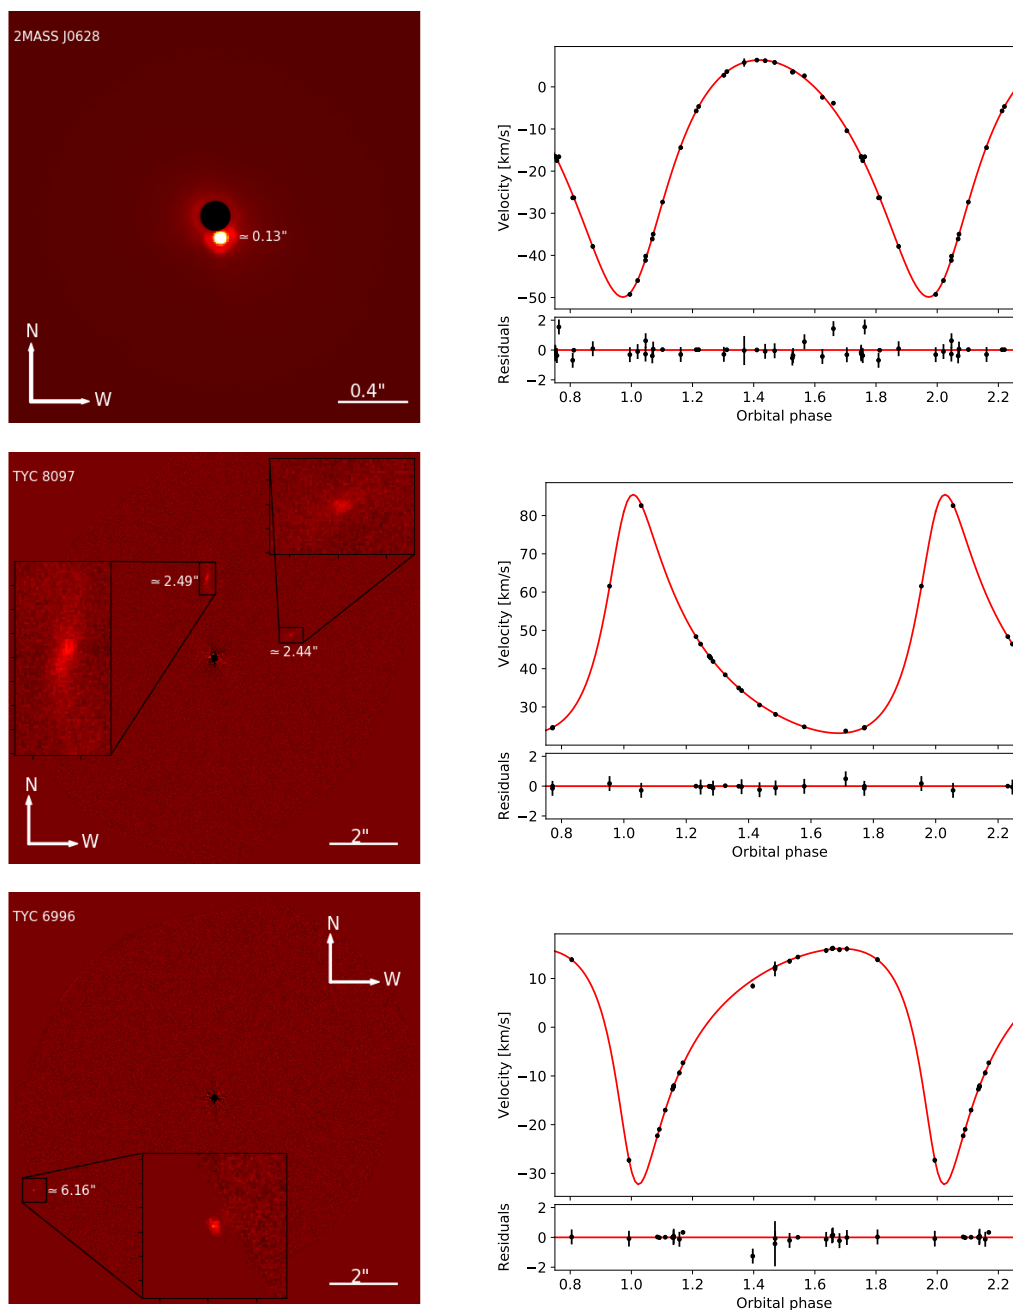 2MASS J0628
≃ 0.13"
N
W
0.4"
Velocity [km/s]
0
−10
−20
−30
−40
−50
Residuals
2
0
−2
0.8 1.0 1.2 1.4 1.6 1.8 2.0 2.2
Orbital phase
TYC 8097
≃ 2.49"
≃ 2.44"
N
W
2"
Velocity [km/s]
80
70
60
50
40
30
Residuals
2
0
−2
0.8 1.0 1.2 1.4 1.6 1.8 2.0 2.2
Orbital phase
TYC 6996
N
W
≃ 6.16"
2"
Velocity [km/s]
10
0
−10
−20
−30
Residuals
2
0
−2
0.8 1.0 1.2 1.4 1.6 1.8 2.0 2.2
Orbital phase